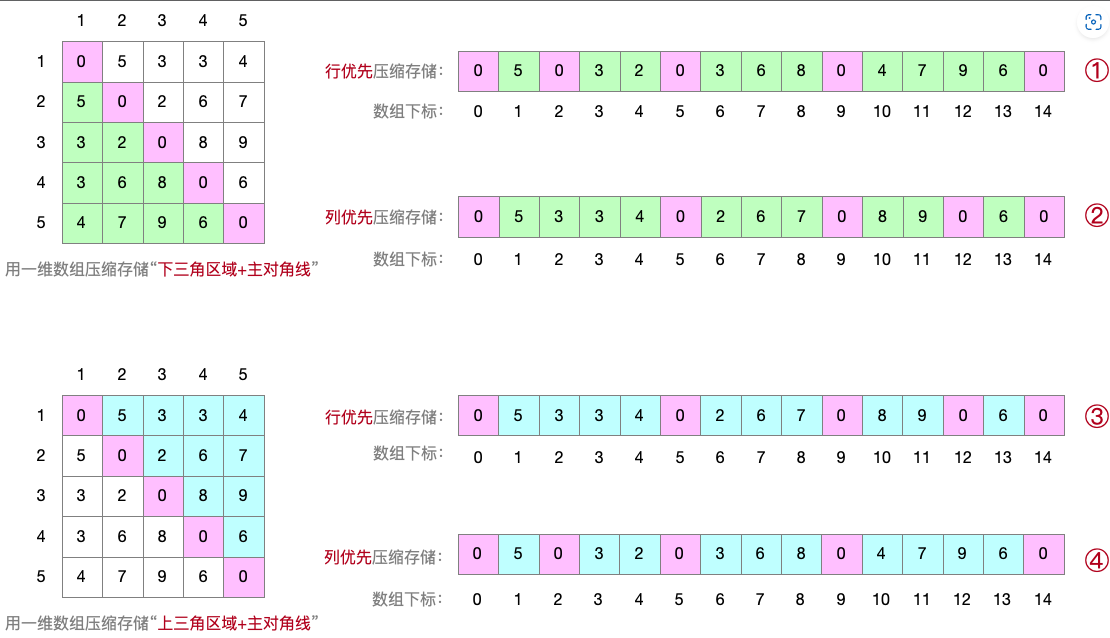 1 2 3 4 5
1 0 5 3 3 4
2 5 0 2 6 7
3 3 2 0 8 9
4 3 6 8 0 6
5 4 7 9 6 0
用一维数组压缩存储“下三角区域+主对角线”
行优先压缩存储： 0 5 0 3 2 0 3 6 8 0 4 7 9 6 0 ①
数组下标： 0 1 2 3 4 5 6 7 8 9 10 11 12 13 14
列优先压缩存储： 0 5 3 3 4 0 2 6 7 0 8 9 0 6 0 ②
数组下标： 0 1 2 3 4 5 6 7 8 9 10 11 12 13 14
1 2 3 4 5
1 0 5 3 3 4
2 5 0 2 6 7
3 3 2 0 8 9
4 3 6 8 0 6
5 4 7 9 6 0
用一维数组压缩存储“上三角区域+主对角线”
行优先压缩存储： 0 5 3 3 4 0 2 6 7 0 8 9 0 6 0 ③
数组下标： 0 1 2 3 4 5 6 7 8 9 10 11 12 13 14
列优先压缩存储： 0 5 0 3 2 0 3 6 8 0 4 7 9 6 0 ④
数组下标： 0 1 2 3 4 5 6 7 8 9 10 11 12 13 14